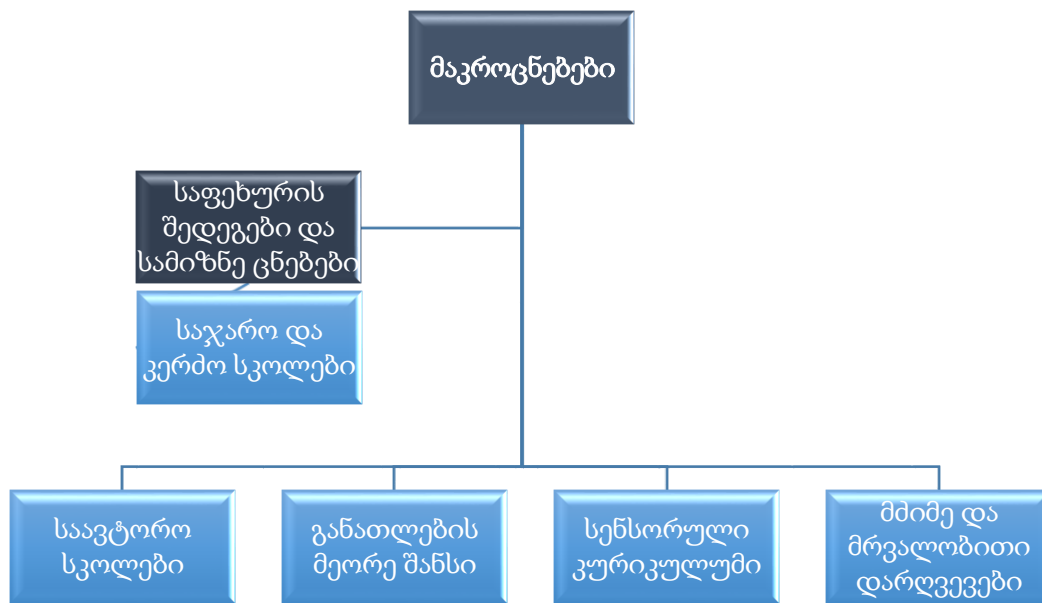 მაკროცნებები
საფეხურის
შედეგები და
სამიზნე ცნებები
საჯარო და
კერძო სკოლები
საავტორო
სკოლები
განათლების
მეორე შანსი
სენსორული
კურიკულუმი
მძიმე და
მრვალობითი
დარღვევები